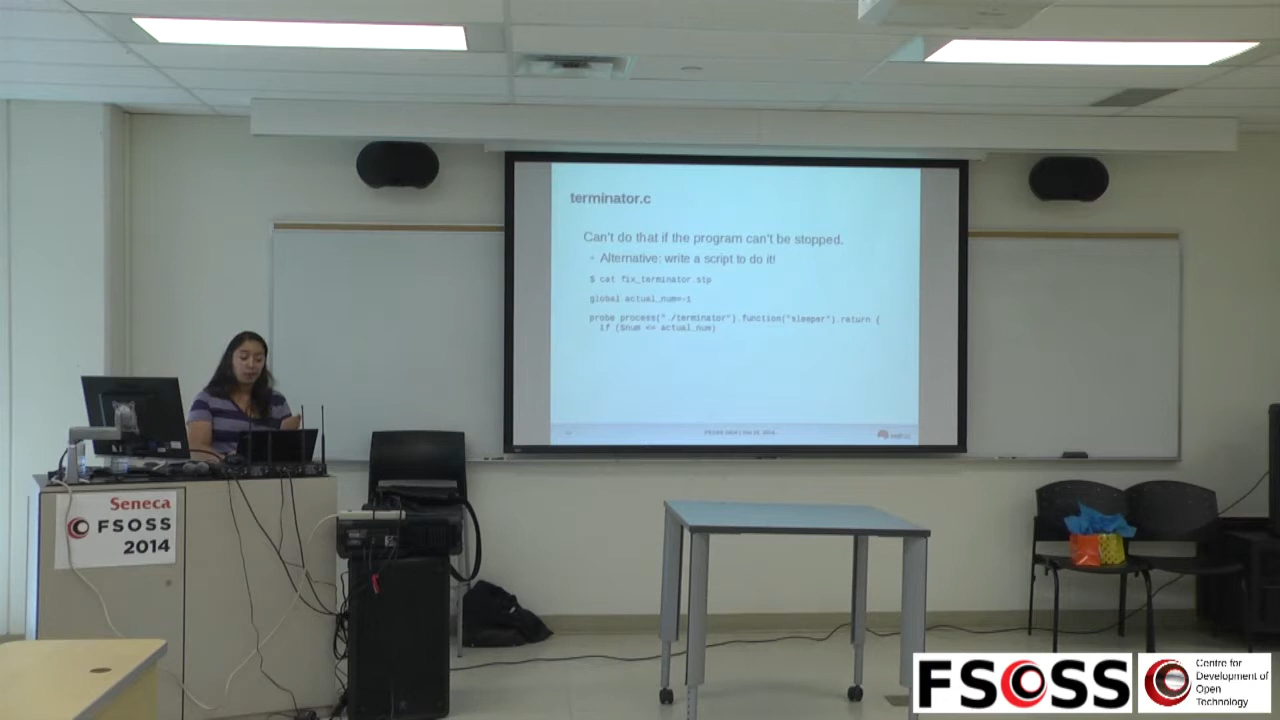 terminator.c
Can't do that if the program can't be stopped.
Alternative: write a script to do it!
$ cat fix_terminator.stp
global actual_num=-1
probe process("./terminator").function("sleeper").return {
if ($num <= actual_num)
Seneca
FSOSS
2014
FSOSS
Centre for
Development of
Open
Technology